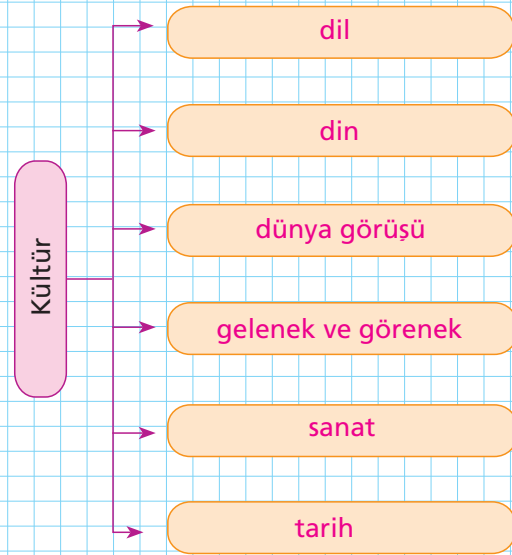 Kültür
dil
din
dünya görüşü
gelenek ve görenek
sanat
tarih